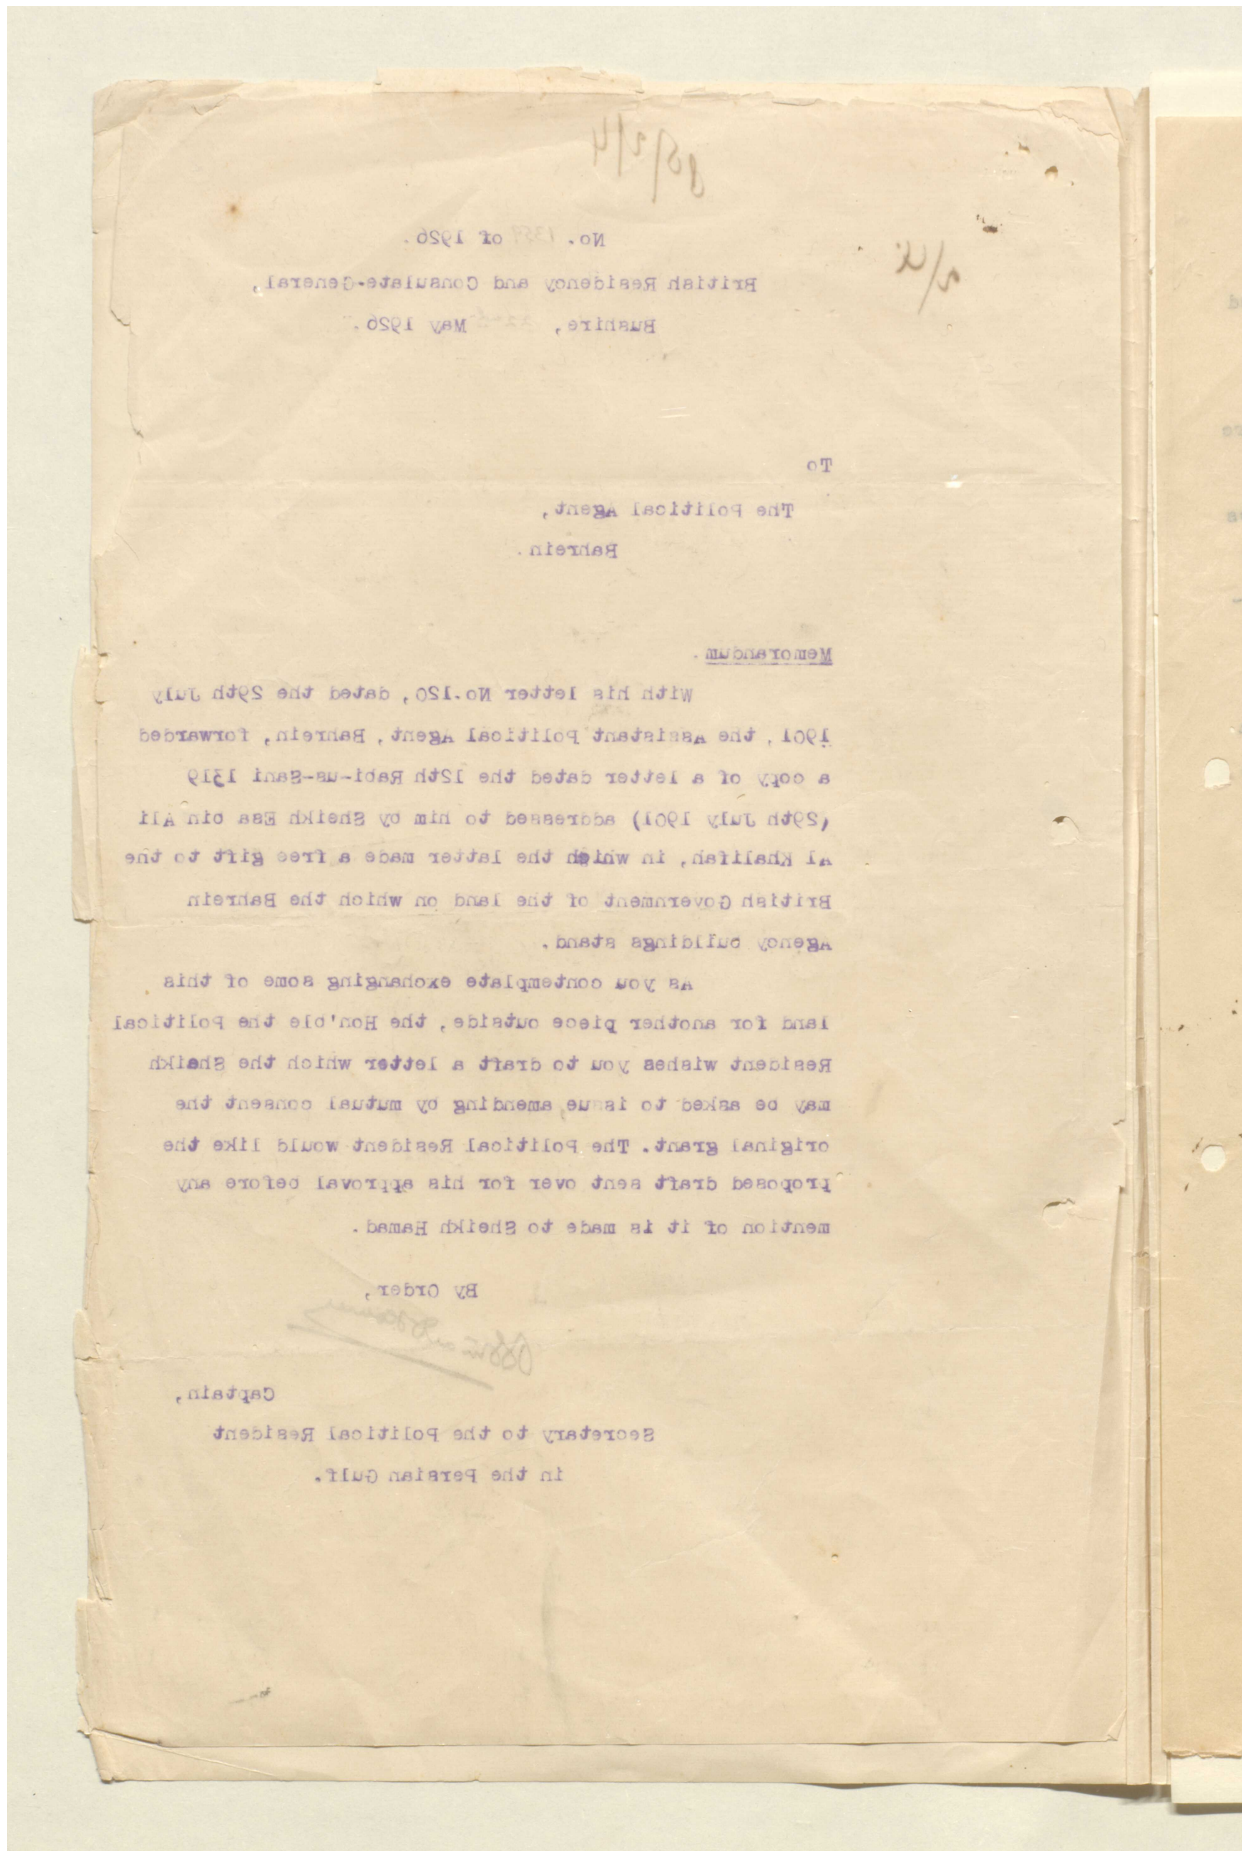 85/2/4
2/4
No. of 1926.
British Residency and Consulate-General,
Bushire, May 1926.
To
The Political Agent,
Bahrein.
Memorandum.
With his letter No.120, dated the 29th July
1901, the Assistant Political Agent, Bahrein, forwarded
a copy of a letter dated the 12th Rabi-us-Sani 1319
(29th July 1901) addressed to him by Sheikh Esa bin Ali
Al Khalifah, in which the latter made a free gift to the
British Government of the land on which the Bahrein
Agency buildings stand.
As you contemplate exchanging some of this
land for another piece outside, the Hon'ble the Political
Resident wishes you to draft a letter which the Sheikh
may be asked to issue, amending by mutual consent the
original grant. The Political Resident would like the
proposed draft sent over for his approval before any
mention of it is made to Sheikh Hamad.
By Order,
Captain,
Secretary to the Political Resident
in the Persian Gulf.